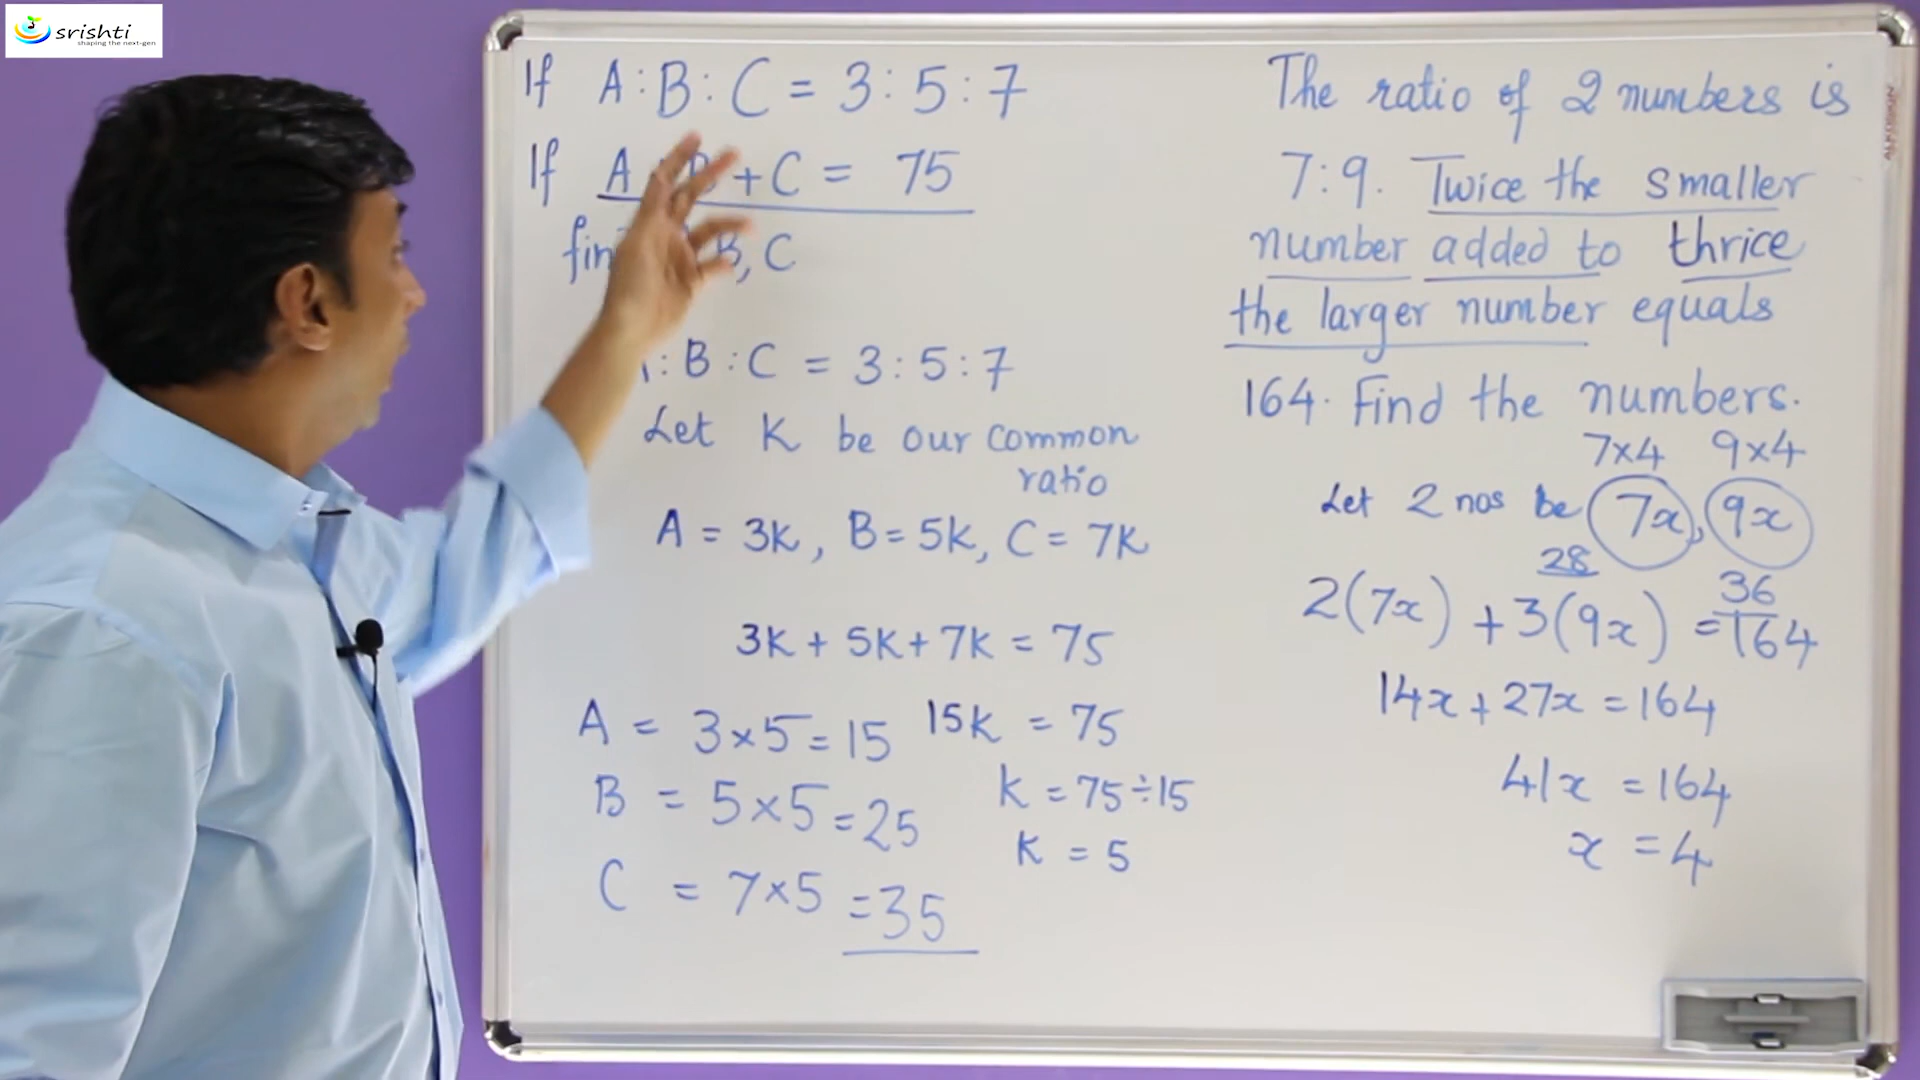 srishti
shaping the next-gen
If A : B : C = 3 : 5 : 7
If A B + C = 75
B, C
: B : C = 3 : 5 : 7
Let K be our common
ratio
A = 3K, B = 5K, C = 7K
3K + 5K + 7K = 75
A = 3×5 = 15
15K = 75
B = 5×5 = 25
K = 75÷15
K = 5
C = 7×5 = 35
The ratio of 2 numbers is
7:9. Twice the smaller
number added to thrice
the larger number equals
164. Find the numbers.
7×4 9×4
Let 2 nos be 7x, 9x
28 36
2(7x) + 3(9x) = 164
14x + 27x = 164
41x = 164
x = 4